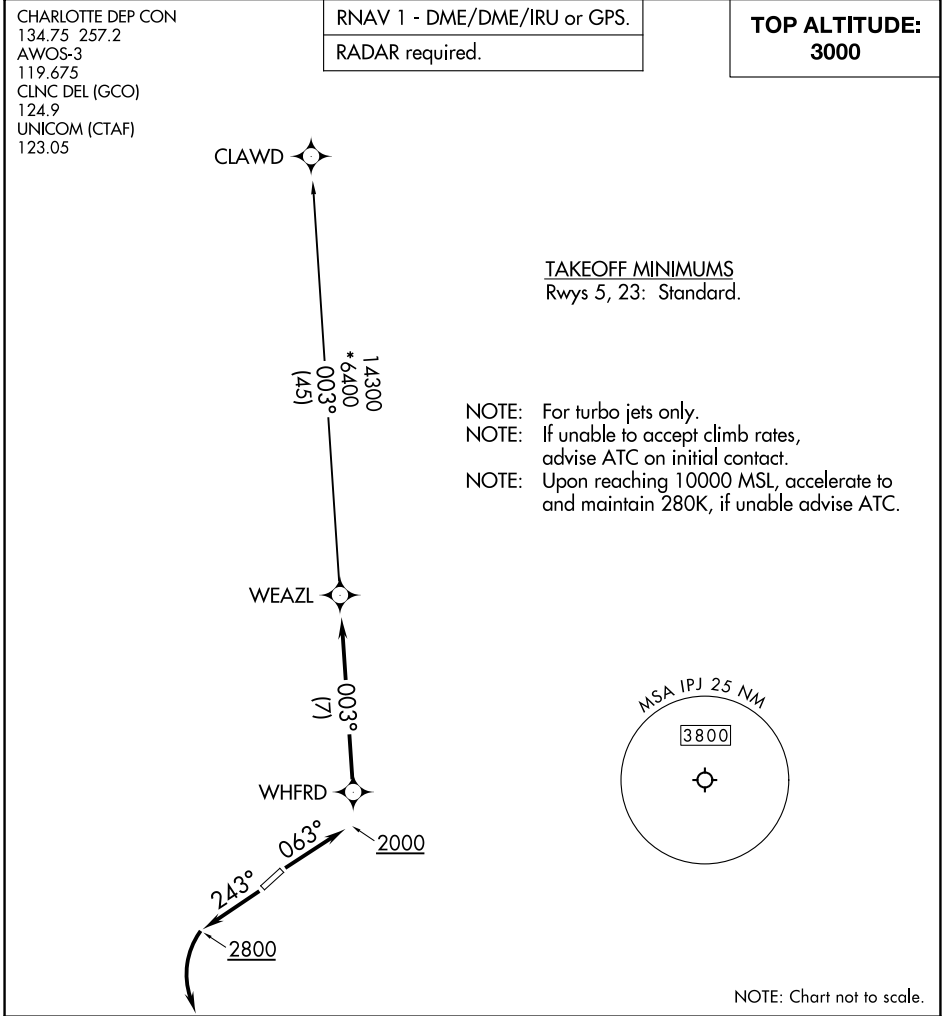 CHARLOTTE DEP CON
134.75 257.2
AWOS-3
119.675
CLNC DEL (GCO)
124.9
UNICOM (CTAF)
123.05
RNAV 1 - DME/DME/IRU or GPS.
RADAR required.
TOP ALTITUDE:
3000
CLAWD
TAKEOFF MINIMUMS
Rwys 5, 23: Standard.
14300
*6400
003°
(45)
NOTE: For turbo jets only.
NOTE: If unable to accept climb rates,
advise ATC on initial contact.
NOTE: Upon reaching 10000 MSL, accelerate to
and maintain 280K, if unable advise ATC.
WEAZL
003°
(7)
MSA IPJ 25 NM
3800
WHFRD
063°
2000
243°
2800
NOTE: Chart not to scale.